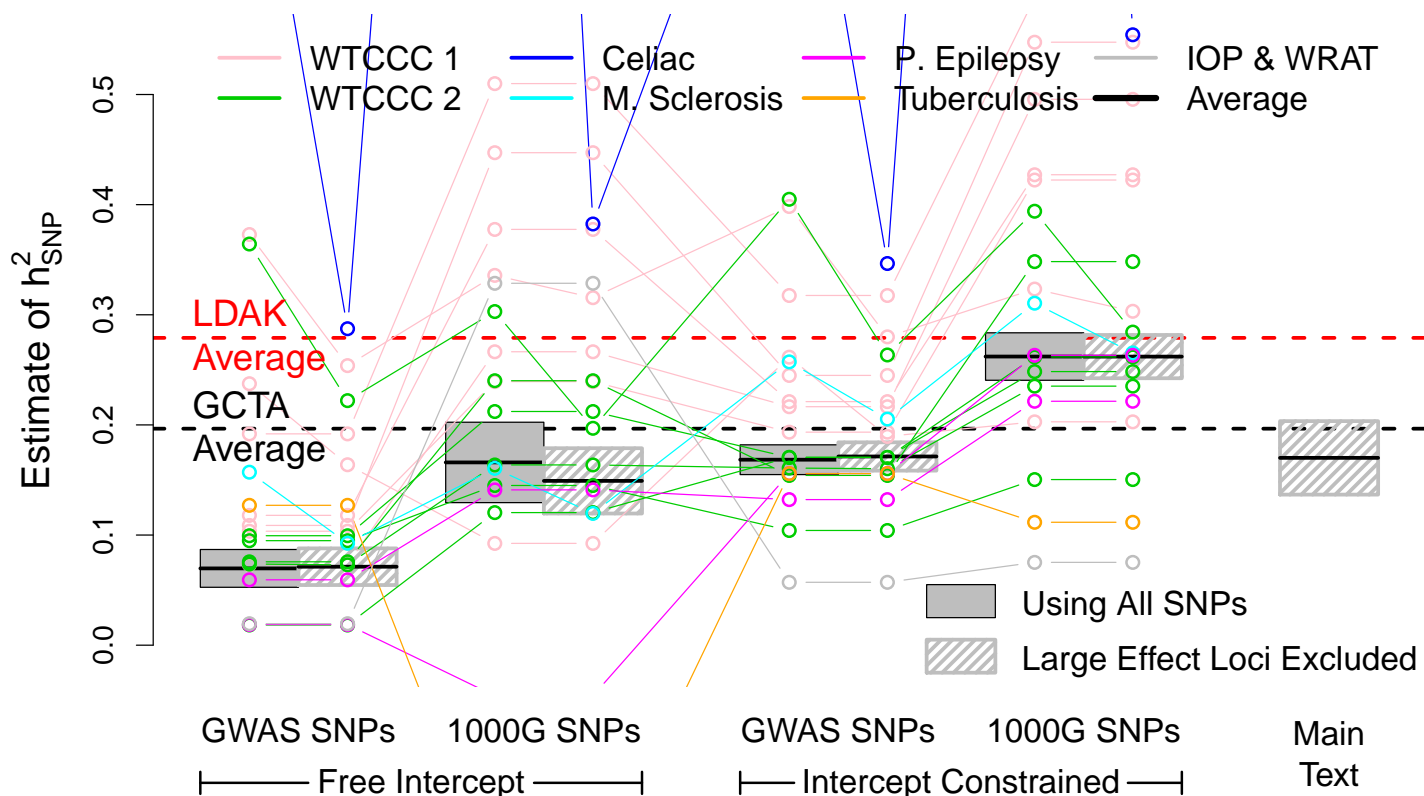 WTCCC 1
Celiac
P. Epilepsy
IOP & WRAT
WTCCC 2
M. Sclerosis
Tuberculosis
Average
Estimate of h²SNP
0.5
0.4
0.3
0.2
0.1
0.0
LDAK
Average
GCTA
Average
Using All SNPs
Large Effect Loci Excluded
GWAS SNPs
1000G SNPs
GWAS SNPs
1000G SNPs
Main
Text
Free Intercept
Intercept Constrained